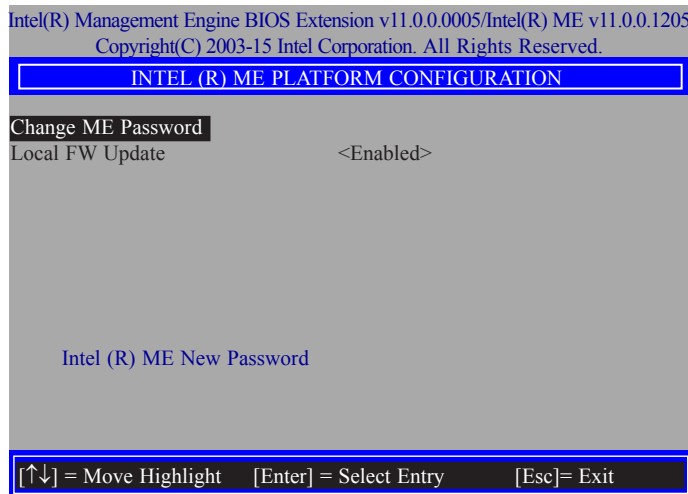 Intel(R) Management Engine BIOS Extension v11.0.0.0005/Intel(R) ME v11.0.0.1205
Copyright(C) 2003-15 Intel Corporation. All Rights Reserved.
INTEL (R) ME PLATFORM CONFIGURATION
Change ME Password
Local FW Update <Enabled>
Intel (R) ME New Password
[↑↓] = Move Highlight [Enter] = Select Entry [Esc]= Exit